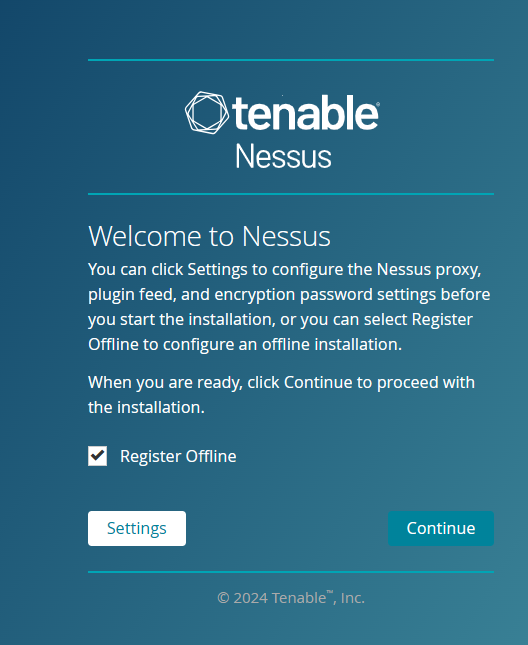 tenable®
Nessus
Welcome to Nessus
You can click Settings to configure the Nessus proxy,
plugin feed, and encryption password settings before
you start the installation, or you can select Register
Offline to configure an offline installation.
When you are ready, click Continue to proceed with
the installation.
Register Offline
Settings
Continue
© 2024 Tenable™, Inc.